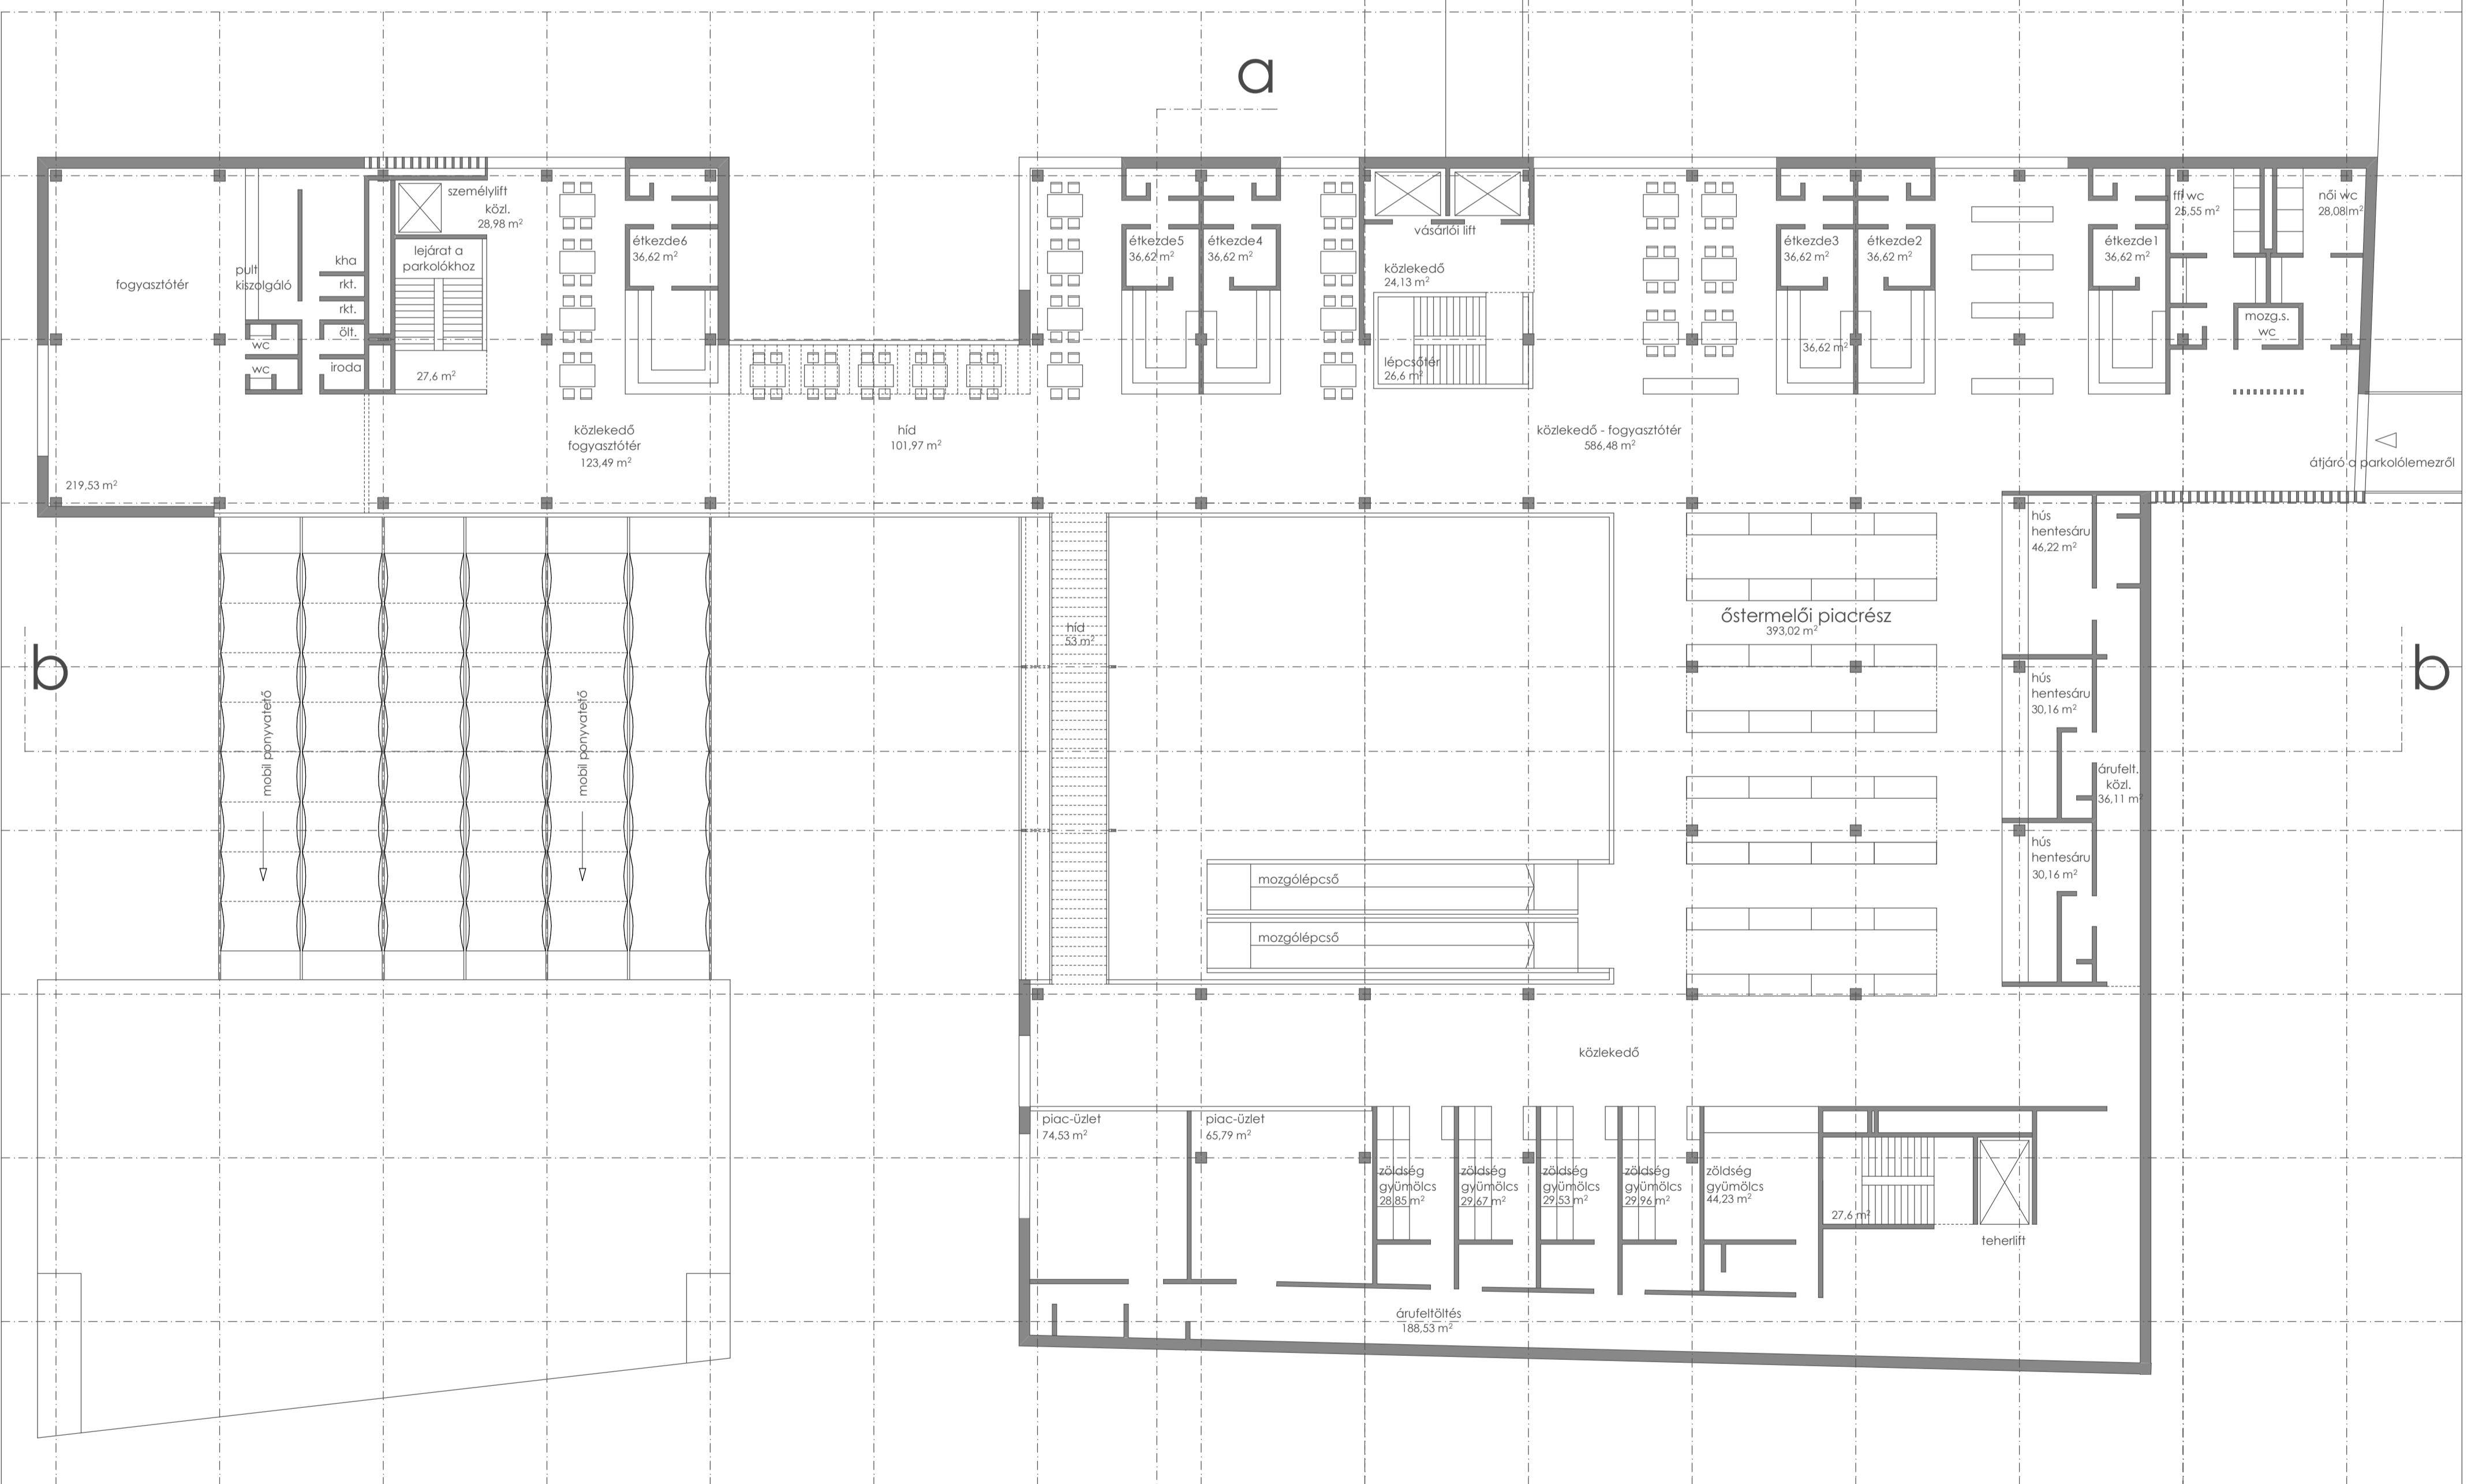 a
személylift
közl.
28,98 m²
lejárat a
parkolókhoz
27,6 m²
fogyasztótér
219,53 m²
pult
kiszolgáló
kha
rkt.
rkt.
ölt.
iroda
wc
wc
étkezde6
36,62 m²
közlekedő
fogyasztótér
123,49 m²
híd
101,97 m²
étkezde5
36,62 m²
étkezde4
36,62 m²
vásárlói lift
közlekedő
24,13 m²
lépcsőtér
26,6 m²
étkezde3
36,62 m²
étkezde2
36,62 m²
36,62 m²
étkezde1
36,62 m²
ffi wc
25,55 m²
női wc
28,08 m²
mozg.s.
wc
közlekedő - fogyasztótér
586,48 m²
átjáró a parkolólemezről
b
mobil ponyvatető
mobil ponyvatető
híd
53 m²
őstermelői piacrész
393,02 m²
hús
hentesáru
46,22 m²
hús
hentesáru
30,16 m²
árufelt.
közl.
36,11 m²
hús
hentesáru
30,16 m²
b
mozgólépcső
mozgólépcső
közlekedő
piac-üzlet
74,53 m²
piac-üzlet
65,79 m²
zöldség
gyümölcs
28,85 m²
zöldség
gyümölcs
29,67 m²
zöldség
gyümölcs
29,53 m²
zöldség
gyümölcs
29,96 m²
zöldség
gyümölcs
44,23 m²
27,6 m²
teherlift
árufeltöltés
188,53 m²